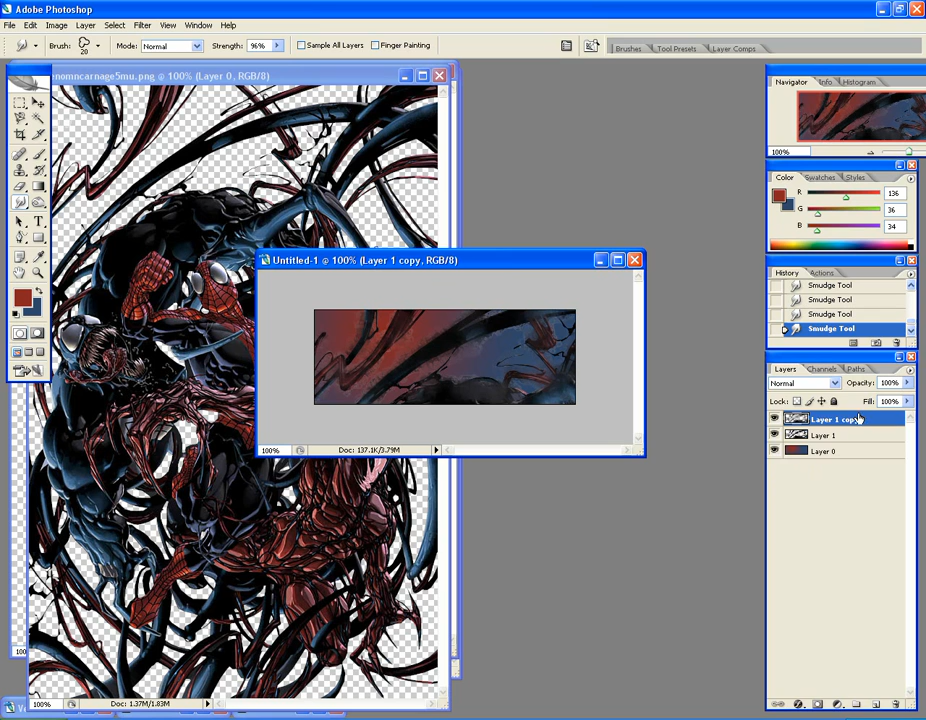 Adobe Photoshop
File Edit Image Layer Select Filter View Window Help
Brush: 20 Mode: Normal Strength: 96% Sample All Layers Finger Painting Brushes Tool Presets Layer Comps
enomncarnage5mu.png @ 100% (Layer 0, RGB/8)
Navigator Info Histogram
100%
Color Swatches Styles
R 136
G 36
B 34
Untitled-1 @ 100% (Layer 1 copy, RGB/8)
100% Doc: 137.1K/3.79M
History Actions
Smudge Tool
Smudge Tool
Smudge Tool
Smudge Tool
Layers Channels Paths
Normal Opacity: 100%
Lock: Fill: 100%
Layer 1 copy
Layer 1
Layer 0
100% Doc: 1.37M/1.83M